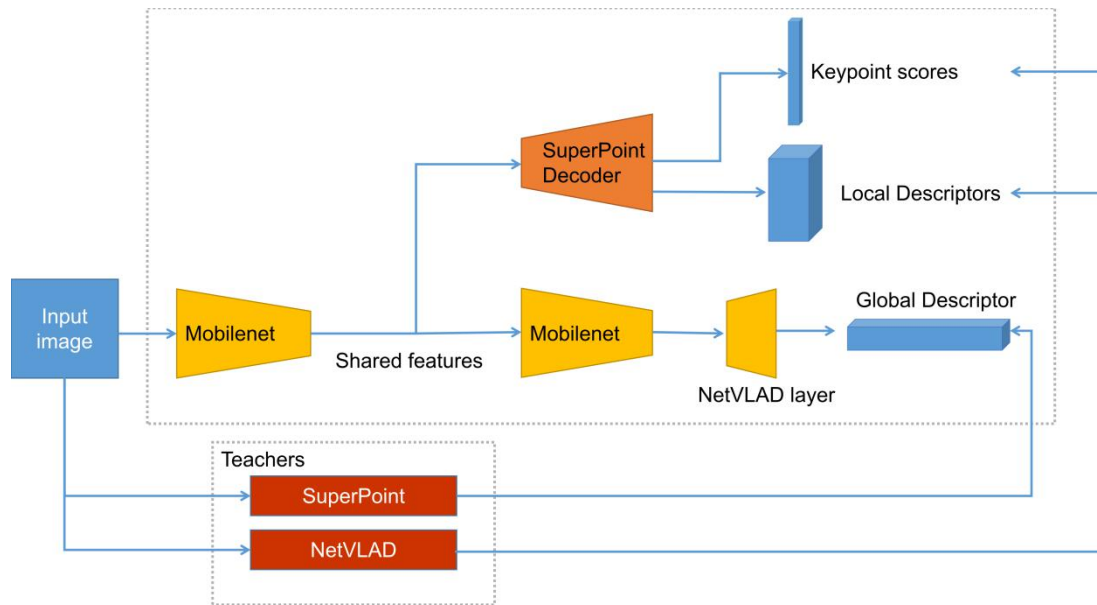 Keypoint scores
SuperPoint
Decoder
Local Descriptors
Input
image
Mobilenet
Shared features
Mobilenet
NetVLAD layer
Global Descriptor
Teachers
SuperPoint
NetVLAD